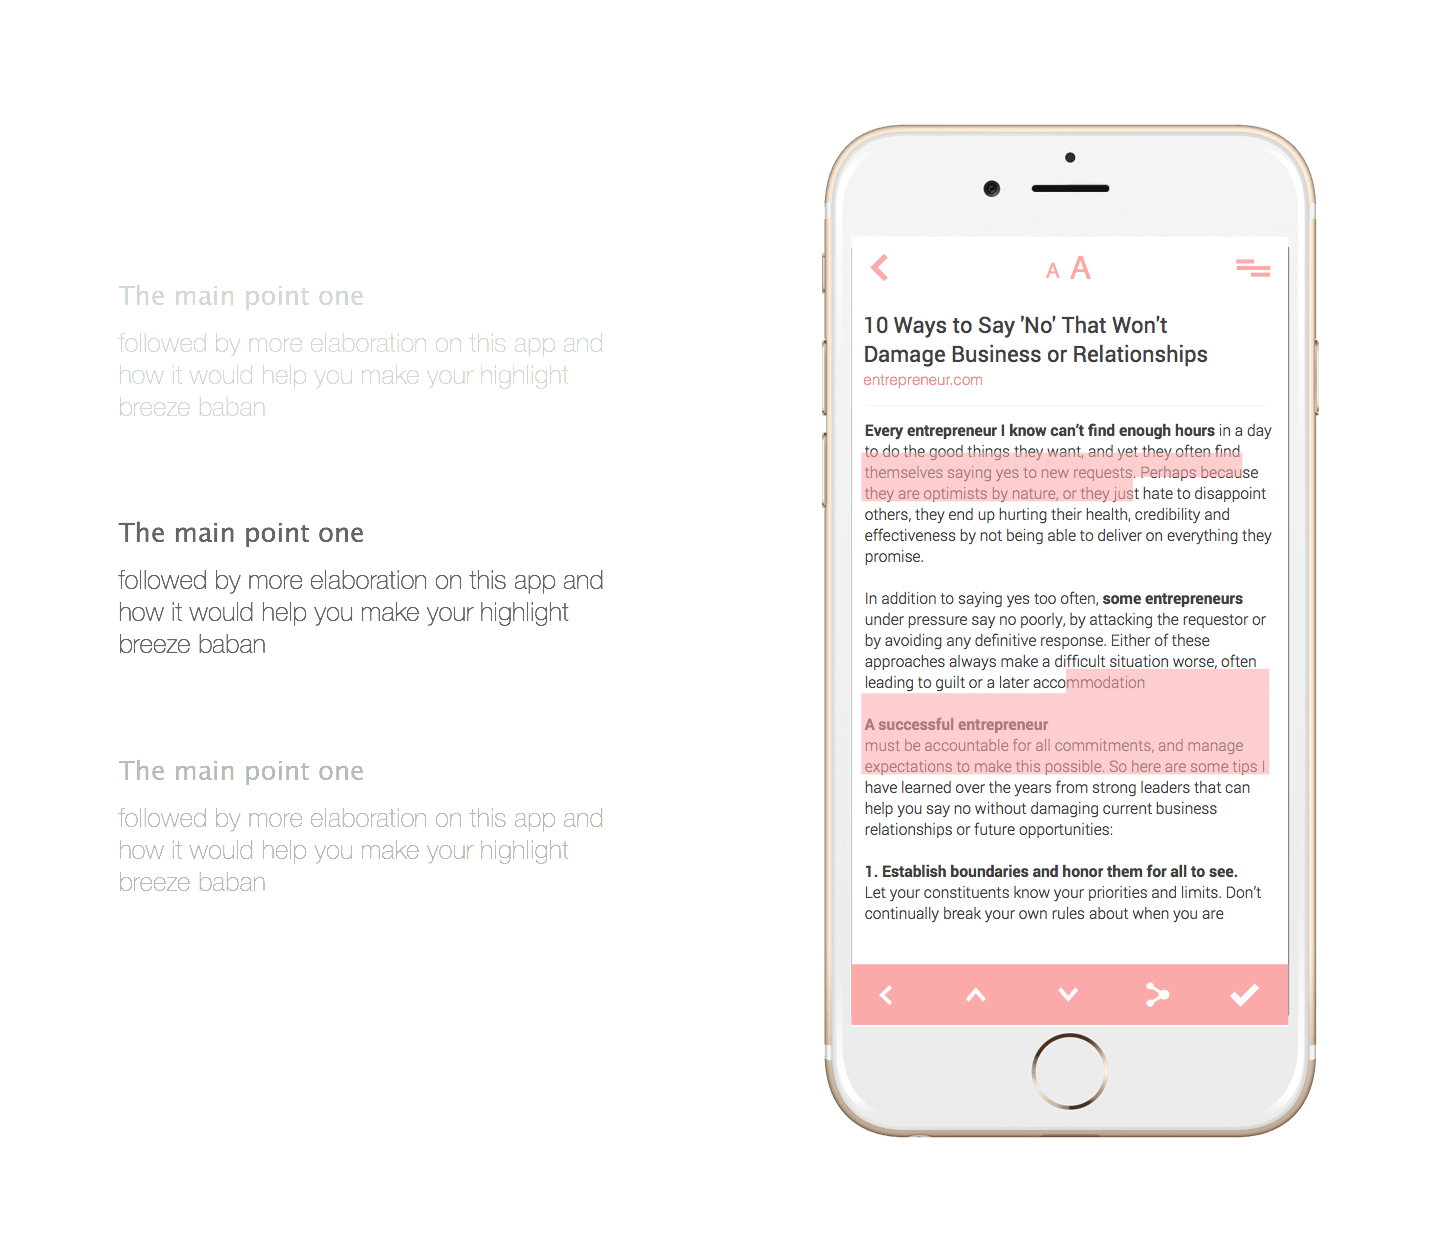 The main point one
followed by more elaboration on this app and
how it would help you make your highlight
breeze baban
The main point one
followed by more elaboration on this app and
how it would help you make your highlight
breeze baban
The main point one
followed by more elaboration on this app and
how it would help you make your highlight
breeze baban
A A
10 Ways to Say 'No' That Won't
Damage Business or Relationships
entrepreneur.com
Every entrepreneur I know can’t find enough hours in a day
to do the good things they want, and yet they often find
themselves saying yes to new requests. Perhaps because
they are optimists by nature, or they just hate to disappoint
others, they end up hurting their health, credibility and
effectiveness by not being able to deliver on everything they
promise.
In addition to saying yes too often, some entrepreneurs
under pressure say no poorly, by attacking the requestor or
by avoiding any definitive response. Either of these
approaches always make a difficult situation worse, often
leading to guilt or a later accommodation
A successful entrepreneur
must be accountable for all commitments, and manage
expectations to make this possible. So here are some tips I
have learned over the years from strong leaders that can
help you say no without damaging current business
relationships or future opportunities:
1. Establish boundaries and honor them for all to see.
Let your constituents know your priorities and limits. Don’t
continually break your own rules about when you are